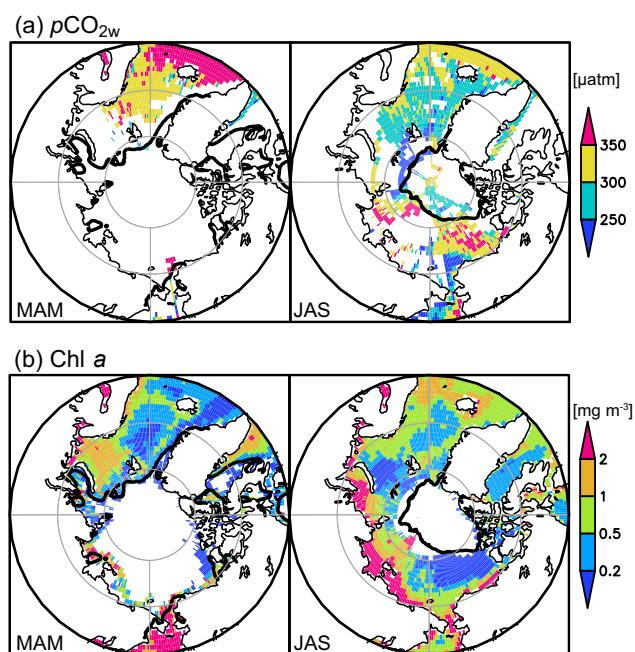 (a) pCO₂w
[µatm]
350
300
250
MAM
JAS
(b) Chl a
[mg m⁻³]
2
1
0.5
0.2
MAM
JAS